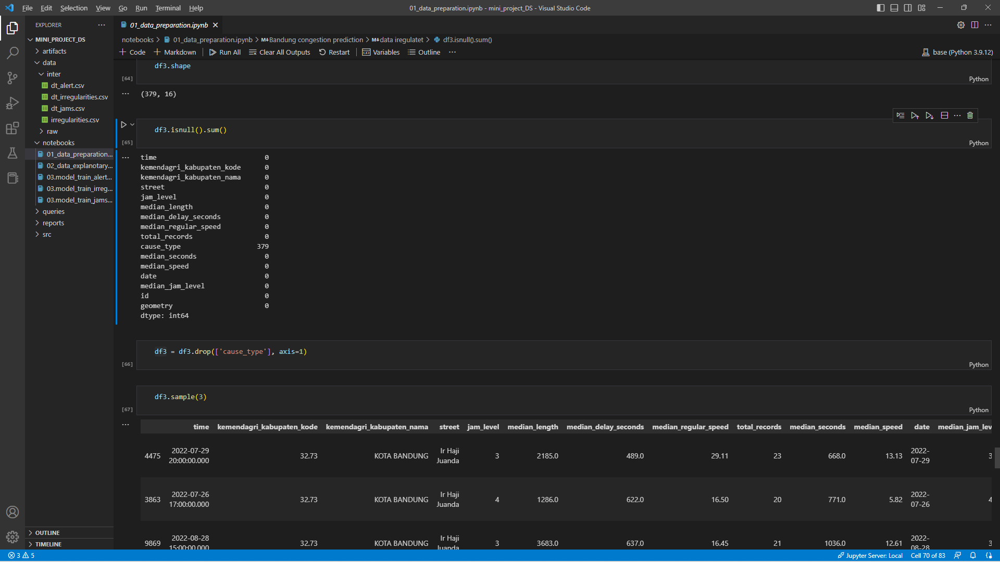 File Edit Selection View Go Run Terminal Help
01_data_preparation.ipynb - mini_project_DS - Visual Studio Code
EXPLORER
MINI_PROJECT_DS
artifacts
data
inter
dt_alert.csv
dt_irregularities.csv
dt_jams.csv
irregularities.csv
raw
notebooks
01_data_preparation...
02_data_explanotary...
03.model_train_alert...
03.model_train_irreg...
03.model_train_jams...
queries
reports
src
OUTLINE
TIMELINE
01_data_preparation.ipynb
notebooks > 01_data_preparation.ipynb > M↓Bandung congestion prediction > M↓data iregulatet > df3.isnull().sum()
+ Code + Markdown Run All Clear All Outputs Restart Variables Outline ...
base (Python 3.9.12)
df3.shape
[64]
Python
(379, 16)
df3.isnull().sum()
[65]
Python
time 0
kemendagri_kabupaten_kode 0
kemendagri_kabupaten_nama 0
street 0
jam_level 0
median_length 0
median_delay_seconds 0
median_regular_speed 0
total_records 0
cause_type 379
median_seconds 0
median_speed 0
date 0
median_jam_level 0
id 0
geometry 0
dtype: int64
df3 = df3.drop(['cause_type'], axis=1)
[66]
Python
df3.sample(3)
[67]
Python
time kemendagri_kabupaten_kode kemendagri_kabupaten_nama street jam_level median_length median_delay_seconds median_regular_speed total_records median_seconds median_speed date median_jam_lev
4475 2022-07-29 20:00:00.000 32.73 KOTA BANDUNG Ir Haji Juanda 3 2185.0 489.0 29.11 23 668.0 13.13 2022-07-29 3
3863 2022-07-26 17:00:00.000 32.73 KOTA BANDUNG Ir Haji Juanda 4 1286.0 622.0 16.50 20 771.0 5.82 2022-07-26 4
9869 2022-08-28 15:00:00.000 32.73 KOTA BANDUNG Ir Haji Juanda 3 3683.0 637.0 16.45 21 1036.0 12.61 2022-08-28 3
3 5
Jupyter Server: Local Cell 70 of 83